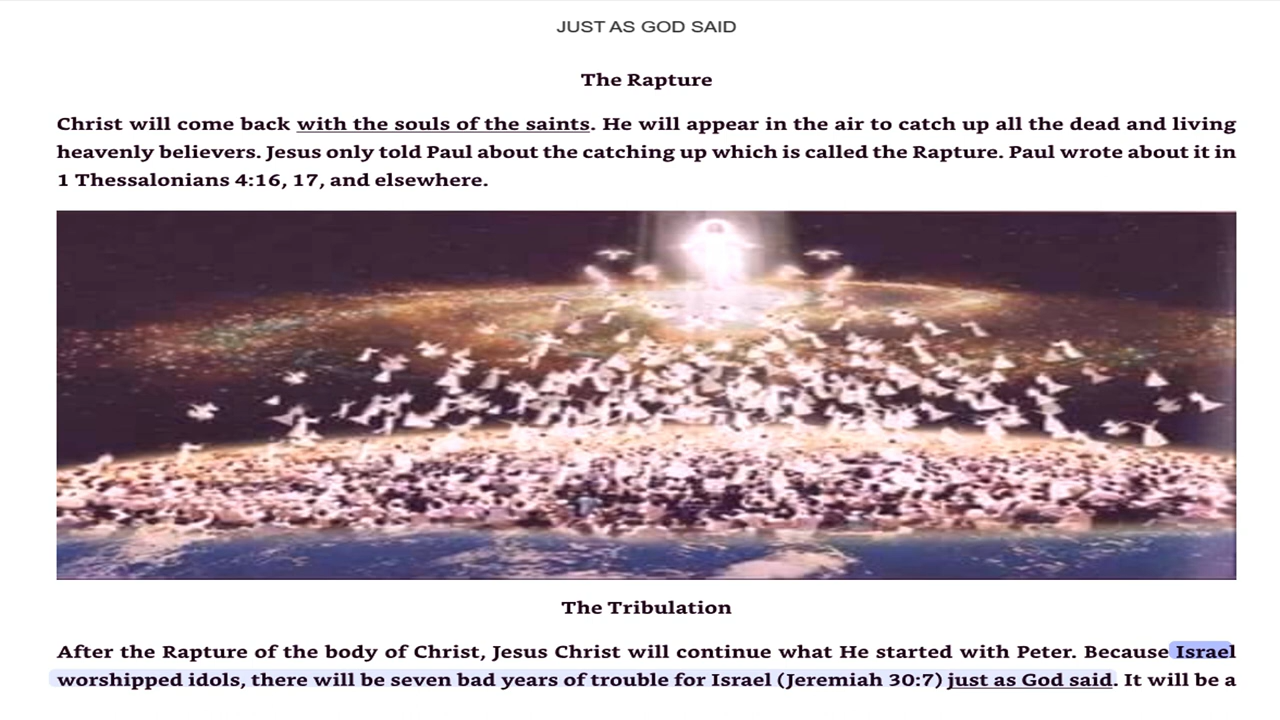 JUST AS GOD SAID
The Rapture
Christ will come back with the souls of the saints. He will appear in the air to catch up all the dead and living
heavenly believers. Jesus only told Paul about the catching up which is called the Rapture. Paul wrote about it in
1 Thessalonians 4:16, 17, and elsewhere.
The Tribulation
After the Rapture of the body of Christ, Jesus Christ will continue what He started with Peter. Because Israel
worshipped idols, there will be seven bad years of trouble for Israel (Jeremiah 30:7) just as God said. It will be a